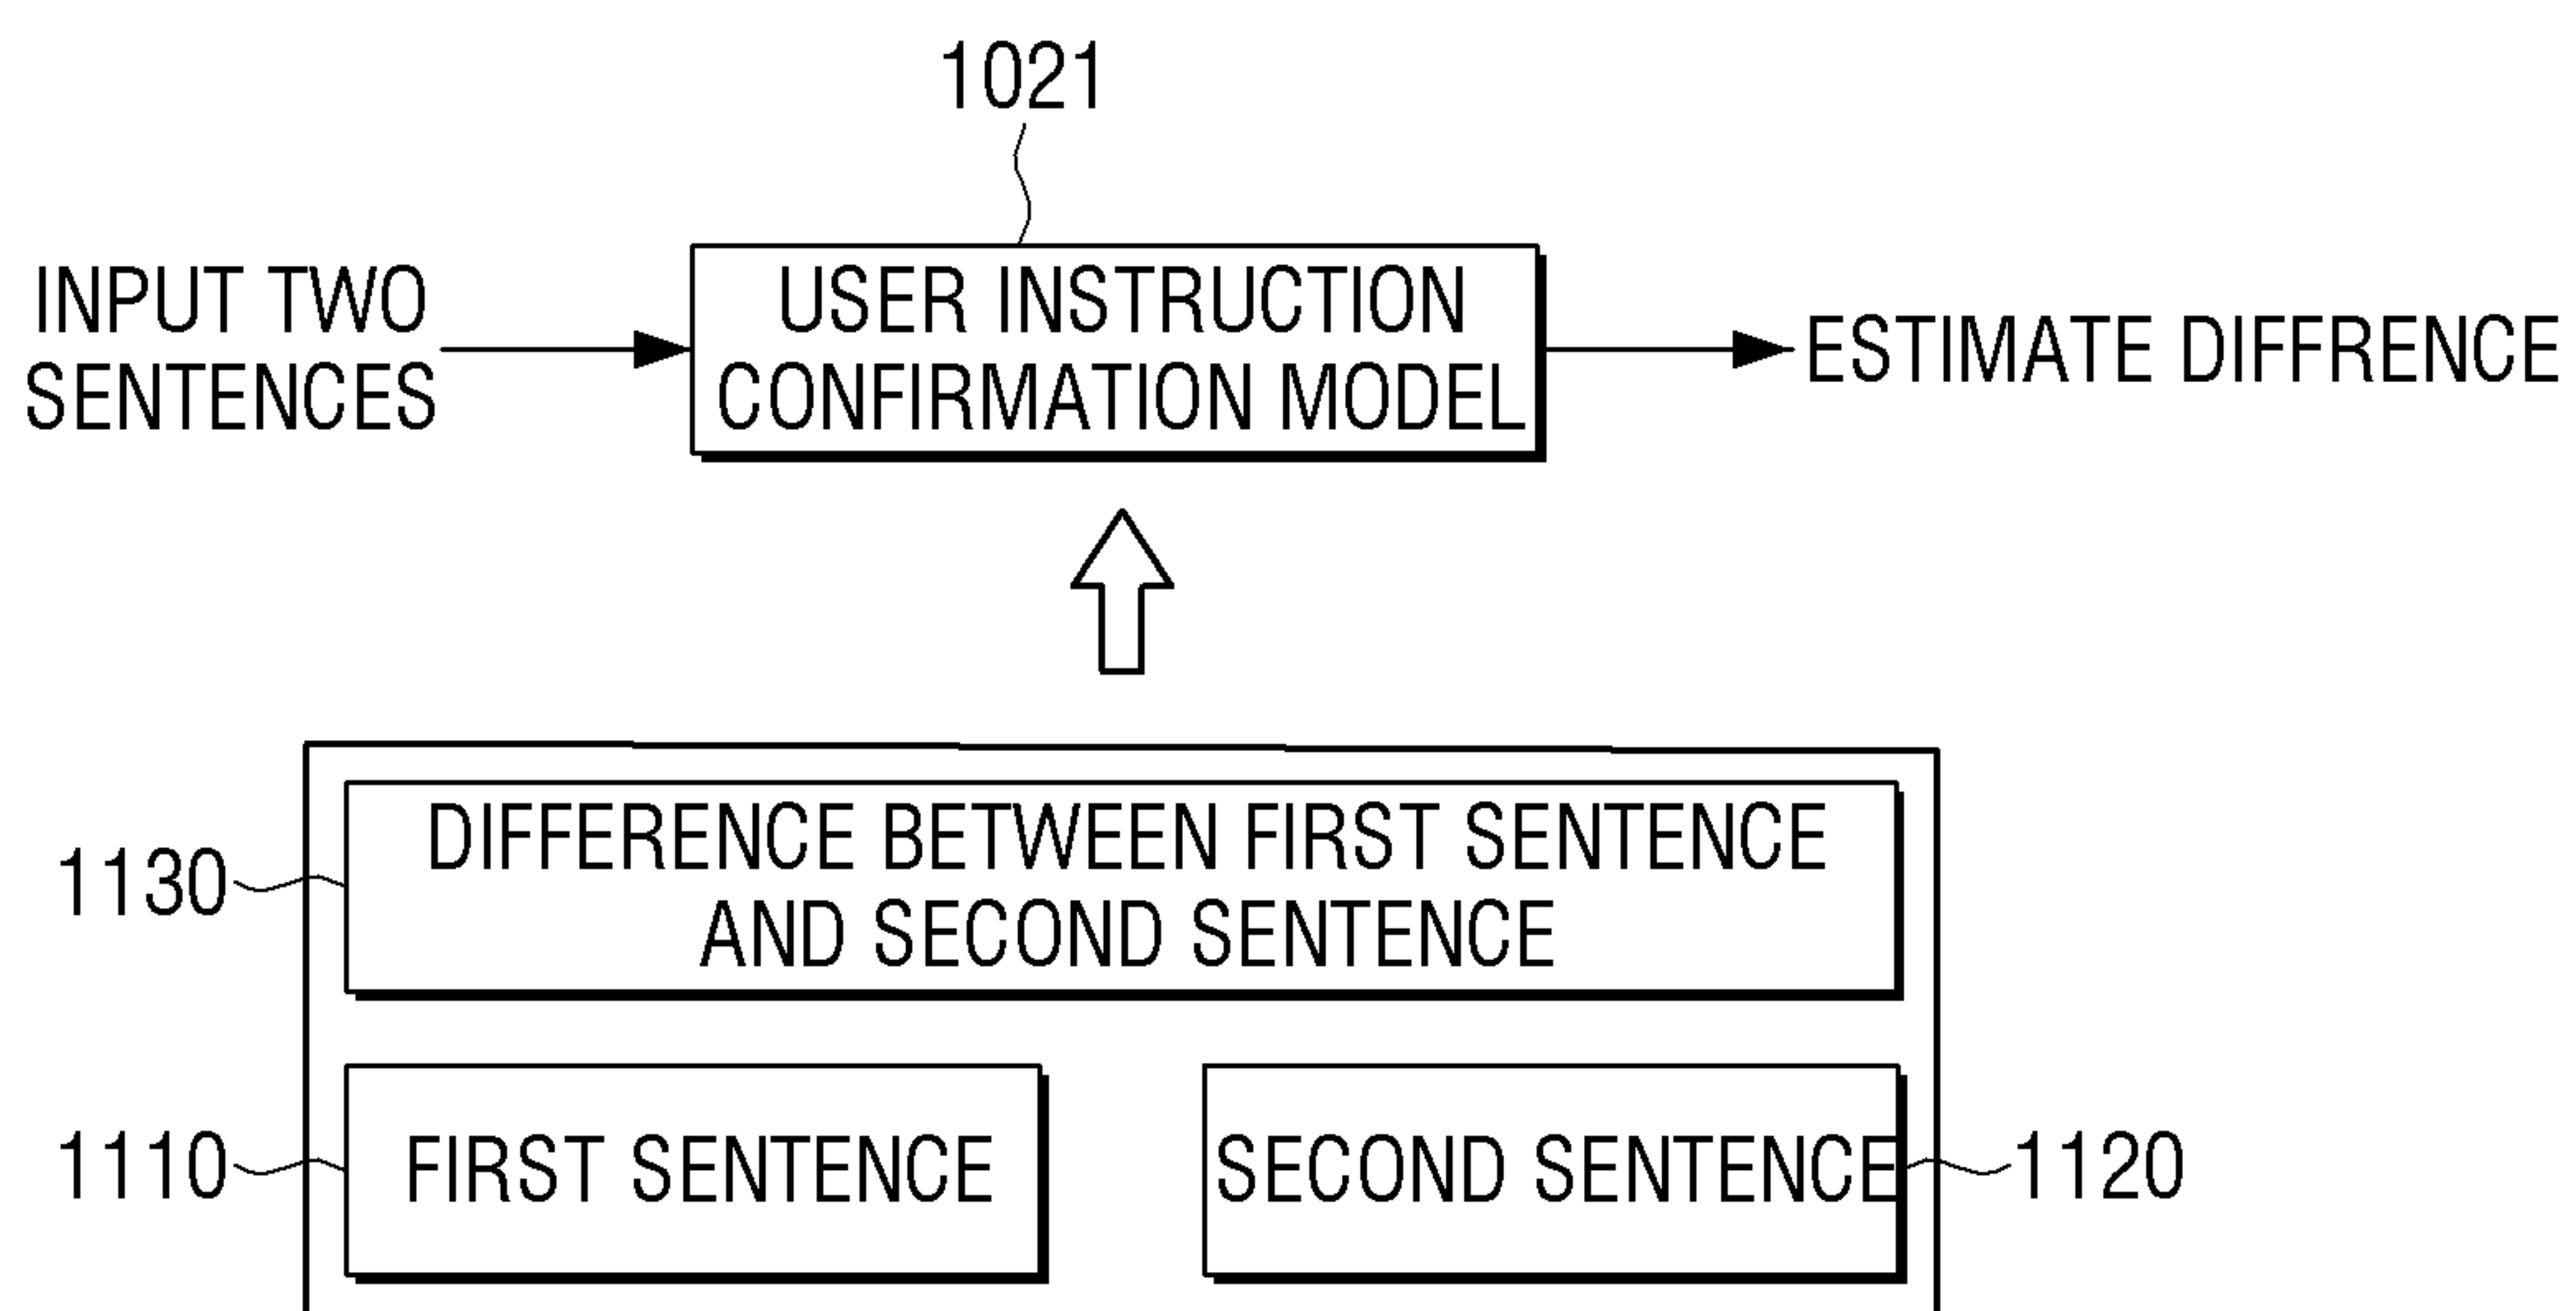 1021
INPUT TWO
SENTENCES
USER INSTRUCTION
CONFIRMATION MODEL
ESTIMATE DIFFRENCE
1130
DIFFERENCE BETWEEN FIRST SENTENCE
AND SECOND SENTENCE
1110
FIRST SENTENCE
SECOND SENTENCE
1120